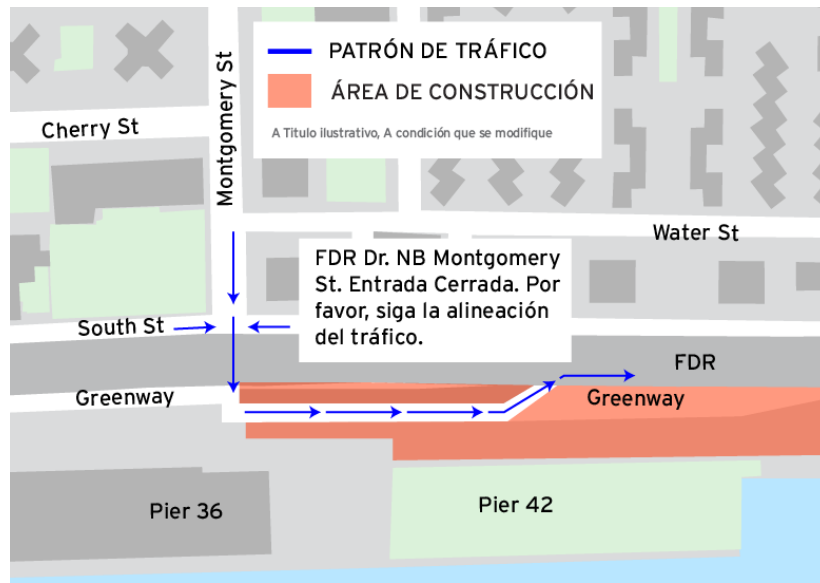 PATRÓN DE TRÁFICO
ÁREA DE CONSTRUCCIÓN
A Titulo ilustrativo, A condición que se modifique
Cherry St
Montgomery St
Water St
FDR Dr. NB Montgomery
St. Entrada Cerrada. Por
favor, siga la alineación
del tráfico.
South St
FDR
Greenway
Greenway
Pier 36
Pier 42